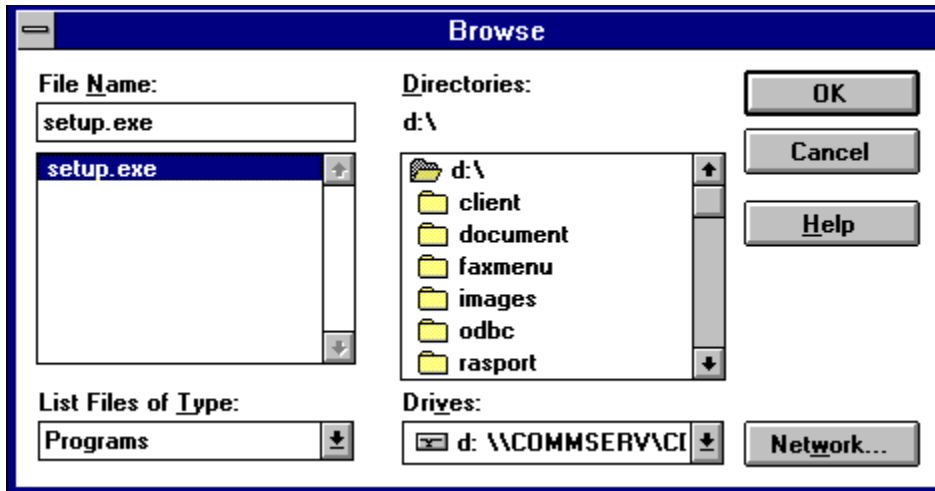 Browse
File Name:
setup.exe
setup.exe
Directories:
d:\
d:\
client
document
faxmenu
images
odbc
rasport
OK
Cancel
Help
List Files of Type:
Programs
Drives:
d: \\COMMSERV\C
Network...